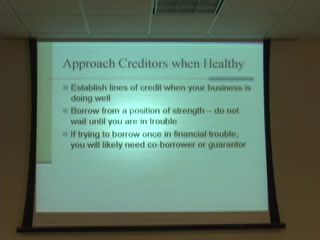 Approach Creditors when Healthy
Establish lines of credit when your business is
doing well
Borrow from a position of strength – do not
wait until you are in trouble
If trying to borrow once in financial trouble,
you will likely need co-borrower or guarantor